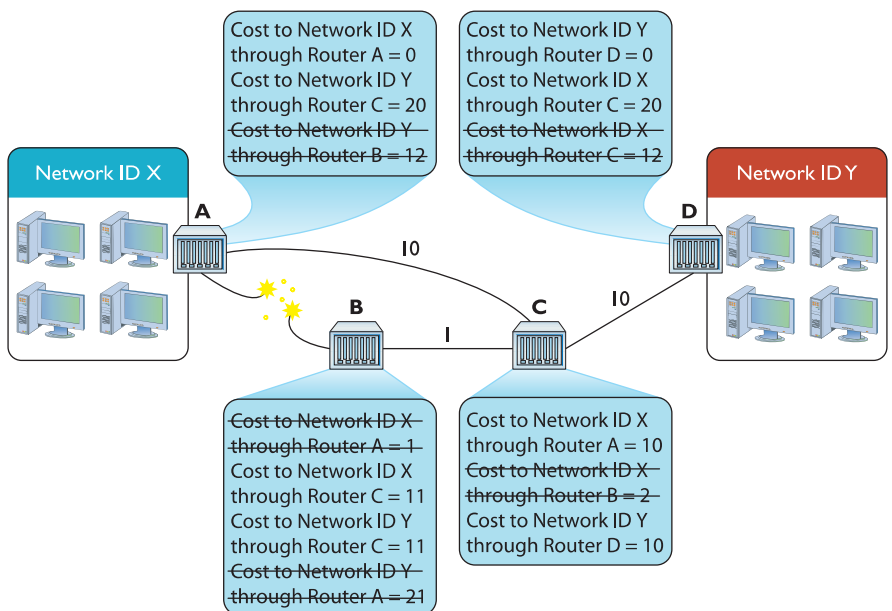 Cost to Network ID X
through Router A = 0
Cost to Network ID Y
through Router C = 20
Cost to Network ID Y
through Router B = 12
Cost to Network ID Y
through Router D = 0
Cost to Network ID X
through Router C = 20
Cost to Network ID X
through Router C = 12
Network ID X
Network ID Y
A
D
10
10
B
1
C
Cost to Network ID X
through Router A = 1
Cost to Network ID X
through Router C = 11
Cost to Network ID Y
through Router C = 11
Cost to Network ID Y
through Router A = 21
Cost to Network ID X
through Router A = 10
Cost to Network ID X
through Router B = 2
Cost to Network ID Y
through Router D = 10